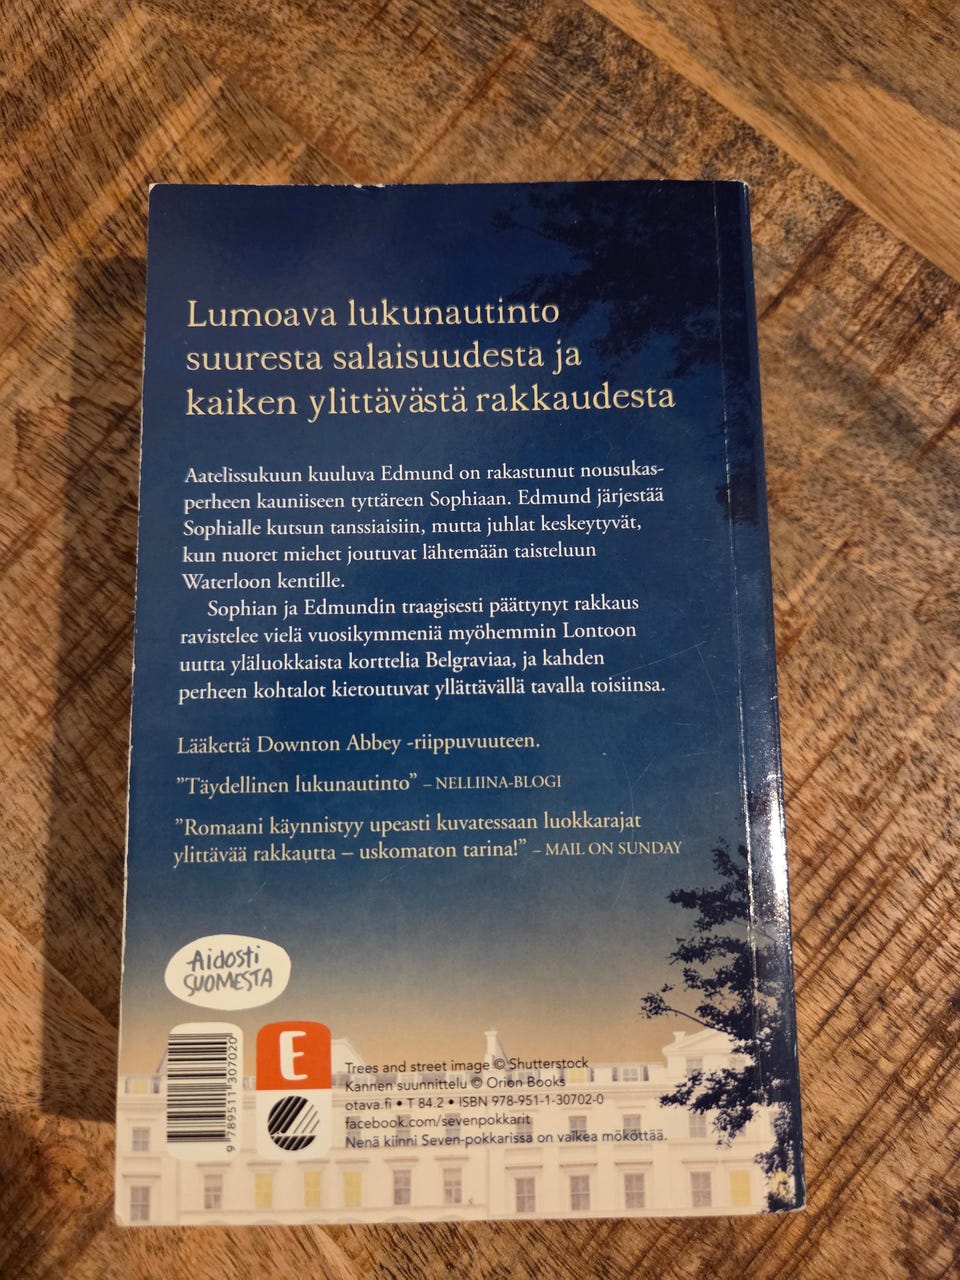 Lumoava lukunautinto
suuresta salaisuudesta ja
kaiken ylittävästä rakkaudesta
Aatelissukuun kuuluva Edmund on rakastunut nousukas-
perheen kauniiseen tyttäreen Sophiaan. Edmund järjestää
Sophialle kutsun tanssiaisiin, mutta juhlat keskeytyvät,
kun nuoret miehet joutuvat lähtemään taisteluun
Waterloon kentille.
Sophian ja Edmundin traagisesti päättynyt rakkaus
ravistelee vielä vuosikymmeniä myöhemmin Lontoon
uutta yläluokkaista korttelia Belgraviaa, ja kahden
perheen kohtalot kietoutuvat yllättävällä tavalla toisiinsa.
Lääkettä Downton Abbey -riippuvuuteen.
”Täydellinen lukunautinto” – NELLIINA-BLOGI
”Romaani käynnistyy upeasti kuvatessaan luokkarajat
ylittävää rakkautta – uskomaton tarina!” – MAIL ON SUNDAY
Aidosti
SUOMESTA
9 789511 307020
E
Trees and street image © Shutterstock
Kannen suunnittelu © Orion Books
otava.fi • T 84.2 • ISBN 978-951-1-30702-0
facebook.com/sevenpokkarit
Nenä kiinni Seven-pokkarissa on vaikea mököttää.